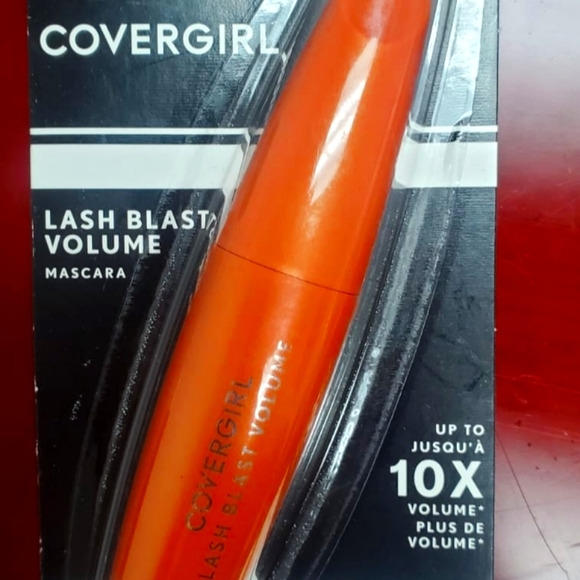 COVERGIRL
LASH BLAST
VOLUME
MASCARA
COVERGIRL
LASH BLAST VOLUME
UP TO
JUSQU'À
10X
VOLUME*
PLUS DE
VOLUME*